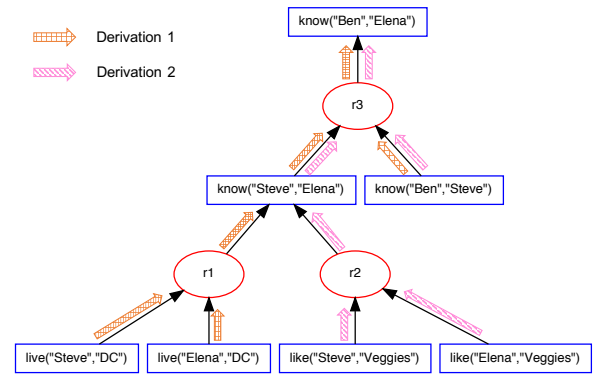 know("Ben","Elena")
Derivation 1
Derivation 2
r3
know("Steve","Elena")
know("Ben","Steve")
r1
r2
live("Steve","DC")
live("Elena","DC")
like("Steve","Veggies")
like("Elena","Veggies")